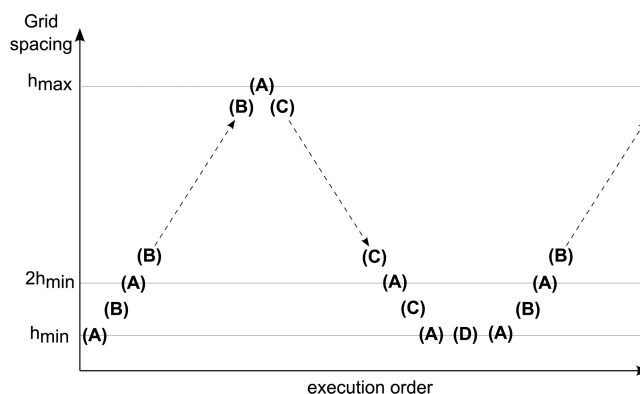 Grid
spacing
hmax
(A)
(B)
(C)
(B)
(C)
2hmin
(A)
(A)
(A)
(B)
(C)
(B)
(B)
hmin
(A)
(A)
(D)
(A)
execution order